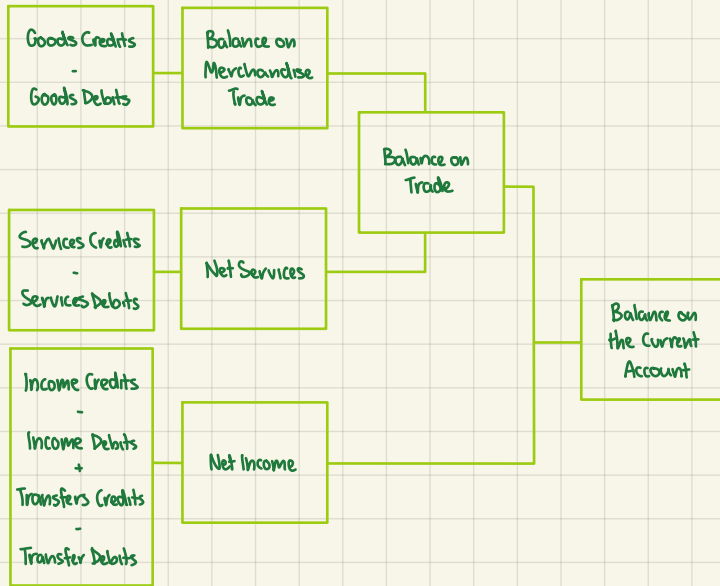 Goods Credits
-
Goods Debits
Balance on
Merchandise
Trade
Balance on
Trade
Services Credits
-
Services Debits
Net Services
Balance on
the Current
Account
Income Credits
-
Income Debits
+
Transfers Credits
-
Transfer Debits
Net Income